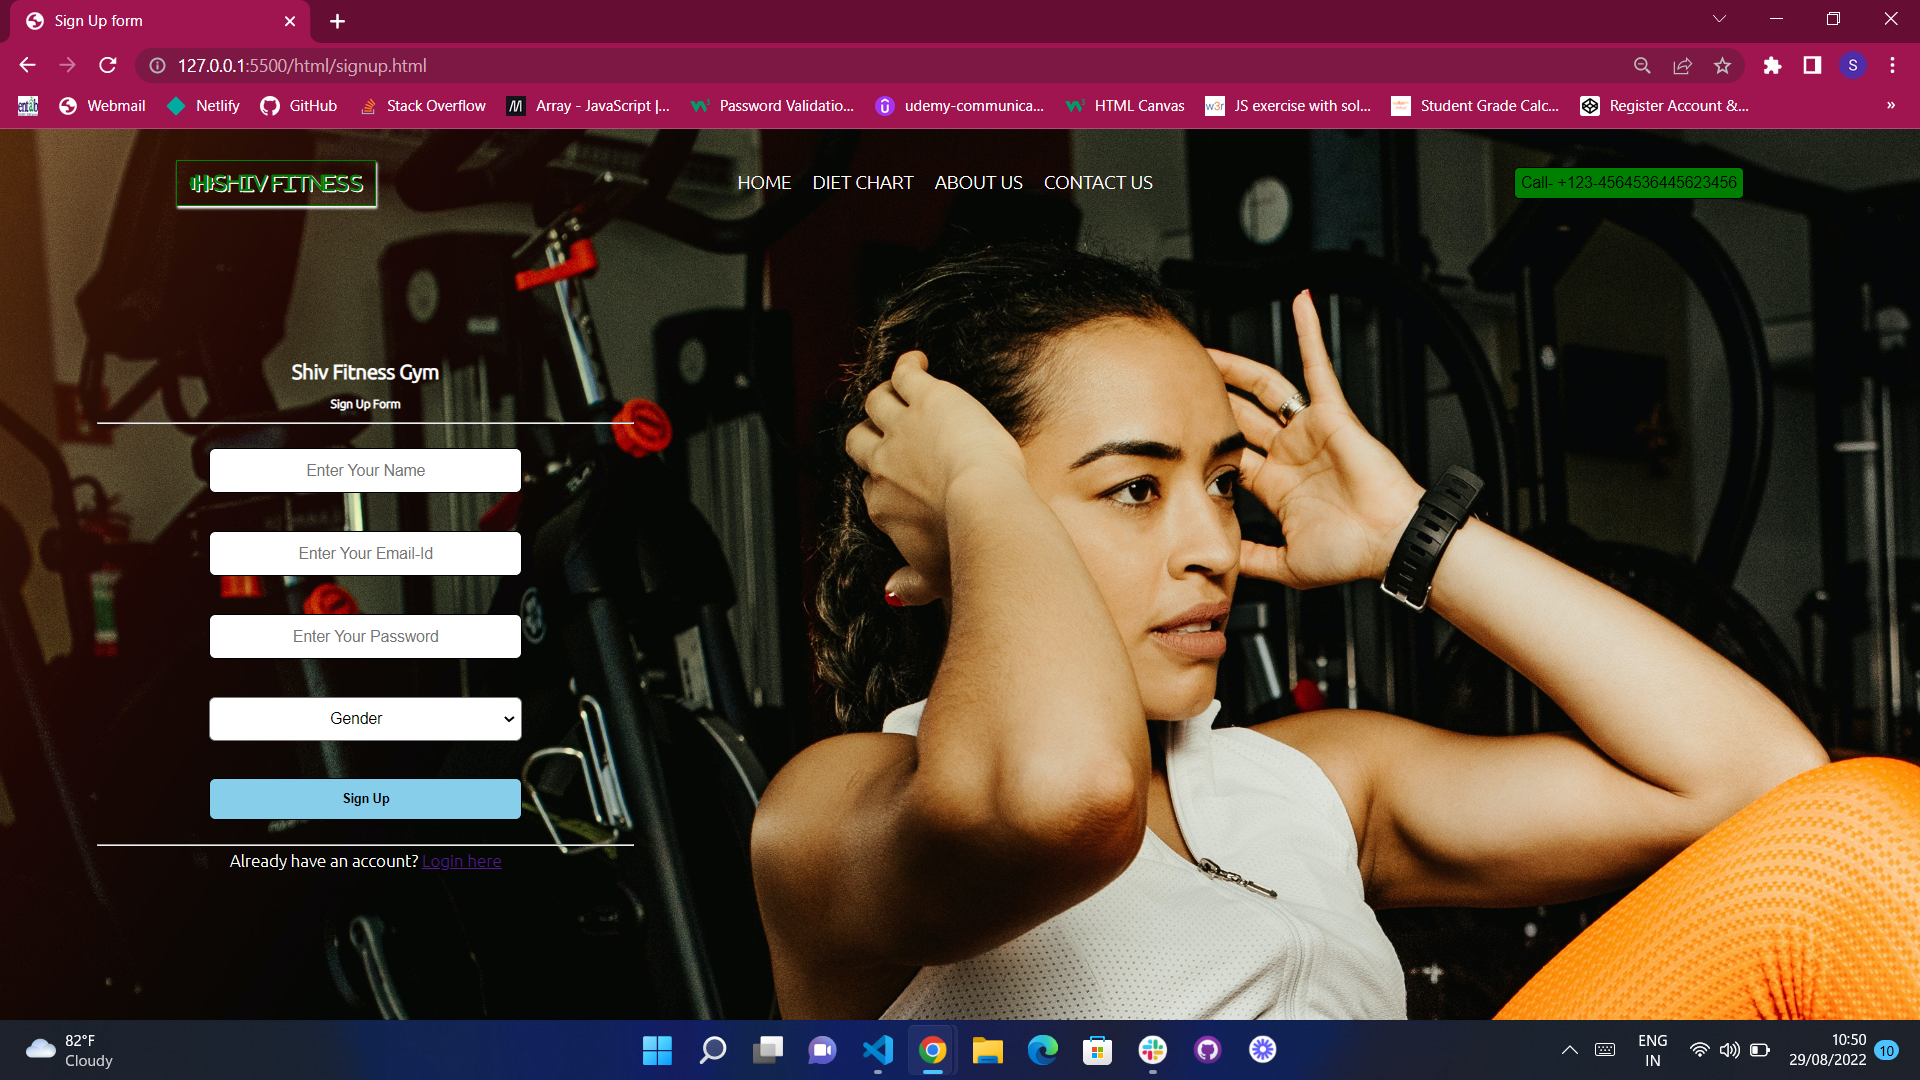 Sign Up form
127.0.0.1:5500/html/signup.html
S
Webmail
Netlify
GitHub
Stack Overflow
Array - JavaScript |...
Password Validatio...
udemy-communica...
HTML Canvas
w3r JS exercise with sol...
Student Grade Calc...
Register Account &...
»
SHIV FITNESS
HOME
DIET CHART
ABOUT US
CONTACT US
Call- +123-4564536445623456
Shiv Fitness Gym
Sign Up Form
Enter Your Name
Enter Your Email-Id
Enter Your Password
Gender
Sign Up
Already have an account? Login here
82°F
Cloudy
ENG
IN
10:50
29/08/2022
10